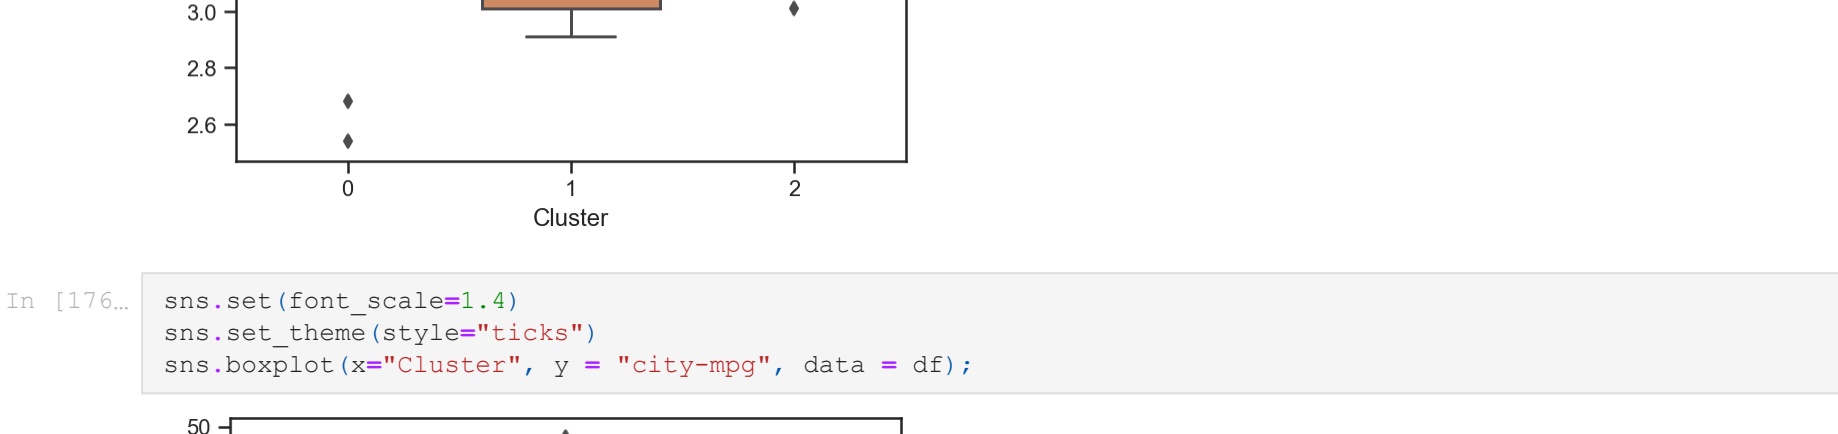 3.0
2.8
2.6
0 1 2
Cluster
In [176…
sns.set(font_scale=1.4)
sns.set_theme(style="ticks")
sns.boxplot(x="Cluster", y = "city-mpg", data = df);
50